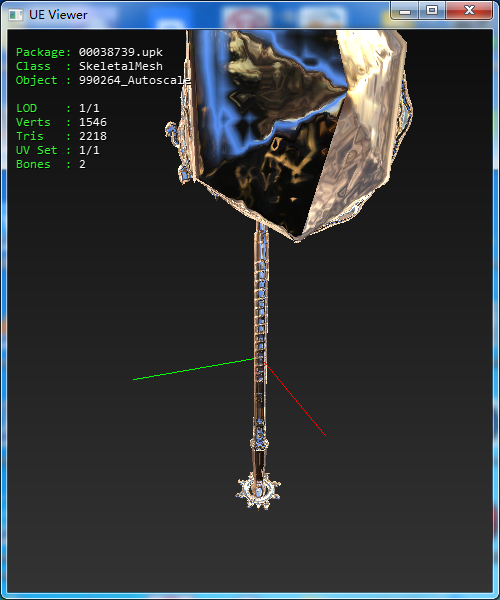 UE Viewer
Package: 00038739.upk
Class : SkeletalMesh
Object : 990264_Autoscale
LOD : 1/1
Verts : 1546
Tris : 2218
UV Set : 1/1
Bones : 2